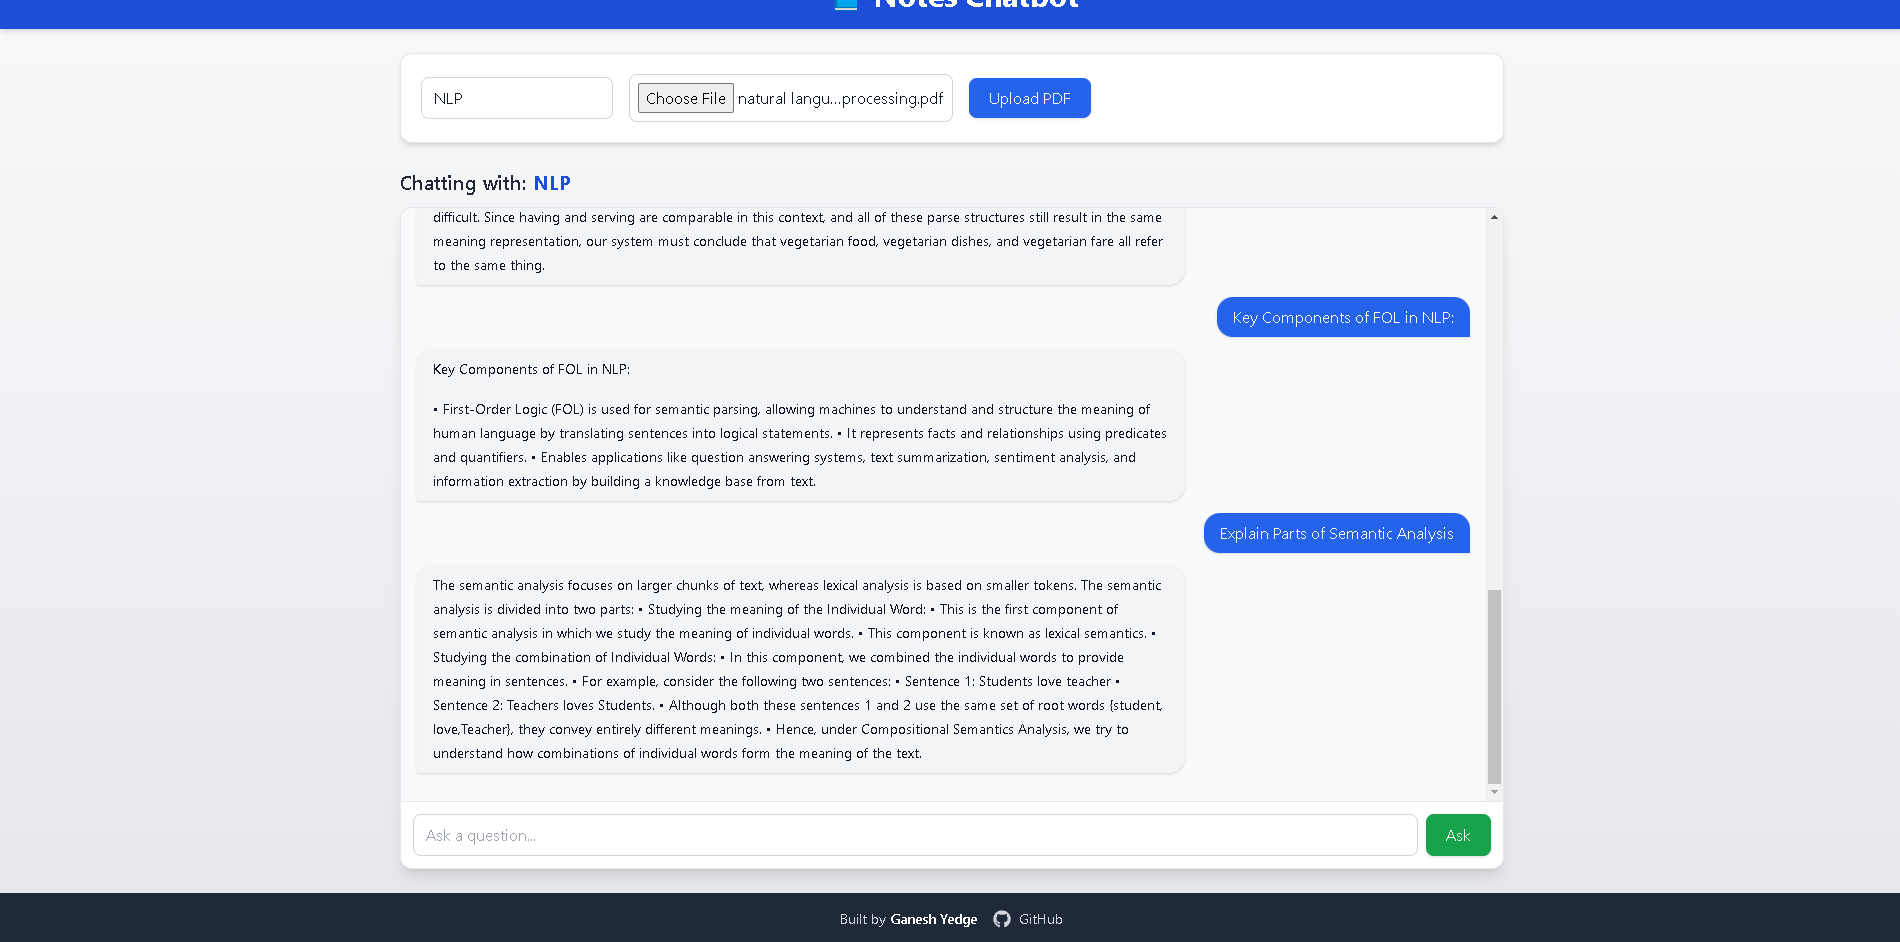 Notes Chatbot
NLP
Choose File natural langu...processing.pdf
Upload PDF
Chatting with: NLP
difficult. Since having and serving are comparable in this context, and all of these parse structures still result in the same
meaning representation, our system must conclude that vegetarian food, vegetarian dishes, and vegetarian fare all refer
to the same thing.
Key Components of FOL in NLP:
Key Components of FOL in NLP:
• First-Order Logic (FOL) is used for semantic parsing, allowing machines to understand and structure the meaning of
human language by translating sentences into logical statements. • It represents facts and relationships using predicates
and quantifiers. • Enables applications like question answering systems, text summarization, sentiment analysis, and
information extraction by building a knowledge base from text.
Explain Parts of Semantic Analysis
The semantic analysis focuses on larger chunks of text, whereas lexical analysis is based on smaller tokens. The semantic
analysis is divided into two parts: • Studying the meaning of the Individual Word: • This is the first component of
semantic analysis in which we study the meaning of individual words. • This component is known as lexical semantics. •
Studying the combination of Individual Words: • In this component, we combined the individual words to provide
meaning in sentences. • For example, consider the following two sentences: • Sentence 1: Students love teacher •
Sentence 2: Teachers loves Students. • Although both these sentences 1 and 2 use the same set of root words {student,
love,Teacher}, they convey entirely different meanings. • Hence, under Compositional Semantics Analysis, we try to
understand how combinations of individual words form the meaning of the text.
Ask a question...
Ask
Built by Ganesh Yedge GitHub